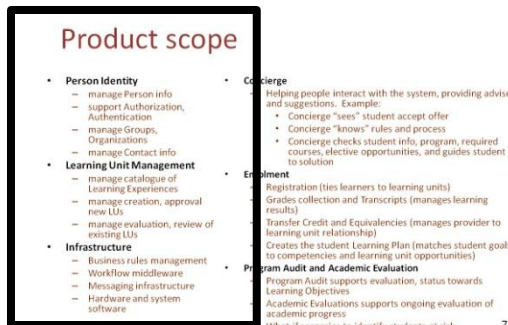 Product scope
• Person Identity
– manage Person info
– support Authorization,
Authentication
– manage Groups,
Organizations
– manage Contact info
• Learning Unit Management
– manage catalogue of
Learning Experiences
– manage creation, approval
new LUs
– manage evaluation, review of
existing LUs
• Infrastructure
– Business rules management
– Workflow middleware
– Messaging infrastructure
– Hardware and system
software
• Concierge
– Helping people interact with the system, providing advise
and suggestions. Example:
• Concierge "sees" student accept offer
• Concierge "knows" rules and process
• Concierge checks student info, program, required
courses, elective opportunities, and guides student
to solution
• Enrolment
Registration (ties learners to learning units)
Grades collection and Transcripts (manages learning
results)
Transfer Credit and Equivalencies (manages provider to
learning unit relationship)
Creates the student Learning Plan (matches student goals
to competencies and learning unit opportunities)
• Program Audit and Academic Evaluation
Program Audit supports evaluation, status towards
Learning Objectives
Academic Evaluations supports ongoing evaluation of
academic progress
7